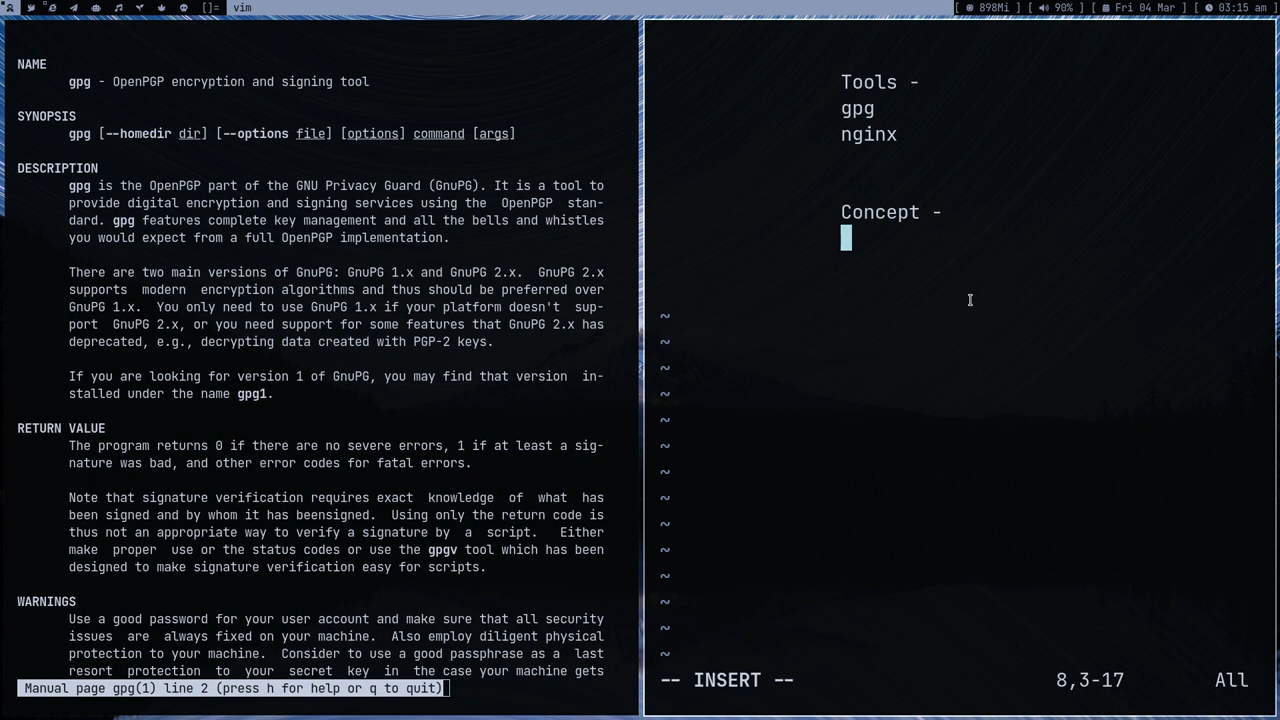 []= vim [ 898Mi ] [ 90% ] [ Fri 04 Mar ] [ 03:15 am ]
NAME
gpg - OpenPGP encryption and signing tool
SYNOPSIS
gpg [--homedir dir] [--options file] [options] command [args]
DESCRIPTION
gpg is the OpenPGP part of the GNU Privacy Guard (GnuPG). It is a tool to
provide digital encryption and signing services using the  OpenPGP  stan-
dard. gpg features complete key management and all the bells and whistles
you would expect from a full OpenPGP implementation.
There are two main versions of GnuPG: GnuPG 1.x and GnuPG 2.x.  GnuPG 2.x
supports  modern  encryption algorithms and thus should be preferred over
GnuPG 1.x.  You only need to use GnuPG 1.x if your platform doesn't  sup-
port  GnuPG 2.x, or you need support for some features that GnuPG 2.x has
deprecated, e.g., decrypting data created with PGP-2 keys.
If you are looking for version 1 of GnuPG, you may find that version  in-
stalled under the name gpg1.
RETURN VALUE
The program returns 0 if there are no severe errors, 1 if at least a sig-
nature was bad, and other error codes for fatal errors.
Note that signature verification requires exact  knowledge  of  what  has
been signed and by whom it has beensigned.  Using only the return code is
thus not an appropriate way to verify a signature by  a  script.   Either
make  proper  use or the status codes or use the gpgv tool which has been
designed to make signature verification easy for scripts.
WARNINGS
Use a good password for your user account and make sure that all security
issues  are  always fixed on your machine.  Also employ diligent physical
protection to your machine.  Consider to use a good passphrase as a  last
resort  protection  to  your  secret  key  in  the case your machine gets
Manual page gpg(1) line 2 (press h for help or q to quit)
Tools -
gpg
nginx
Concept -
~
~
~
~
~
~
~
~
~
~
~
~
~
~
-- INSERT -- 8,3-17 All